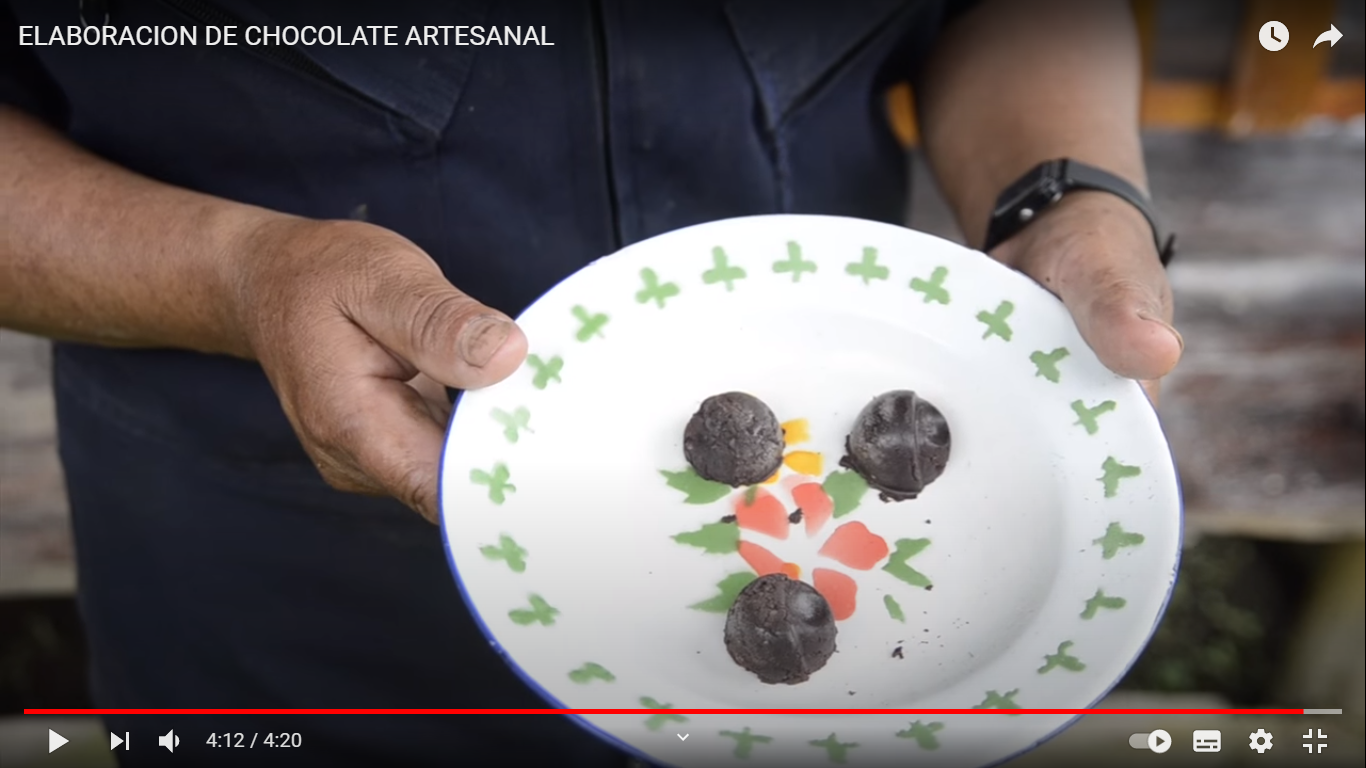 ELABORACION DE CHOCOLATE ARTESANAL
4:12 / 4:20